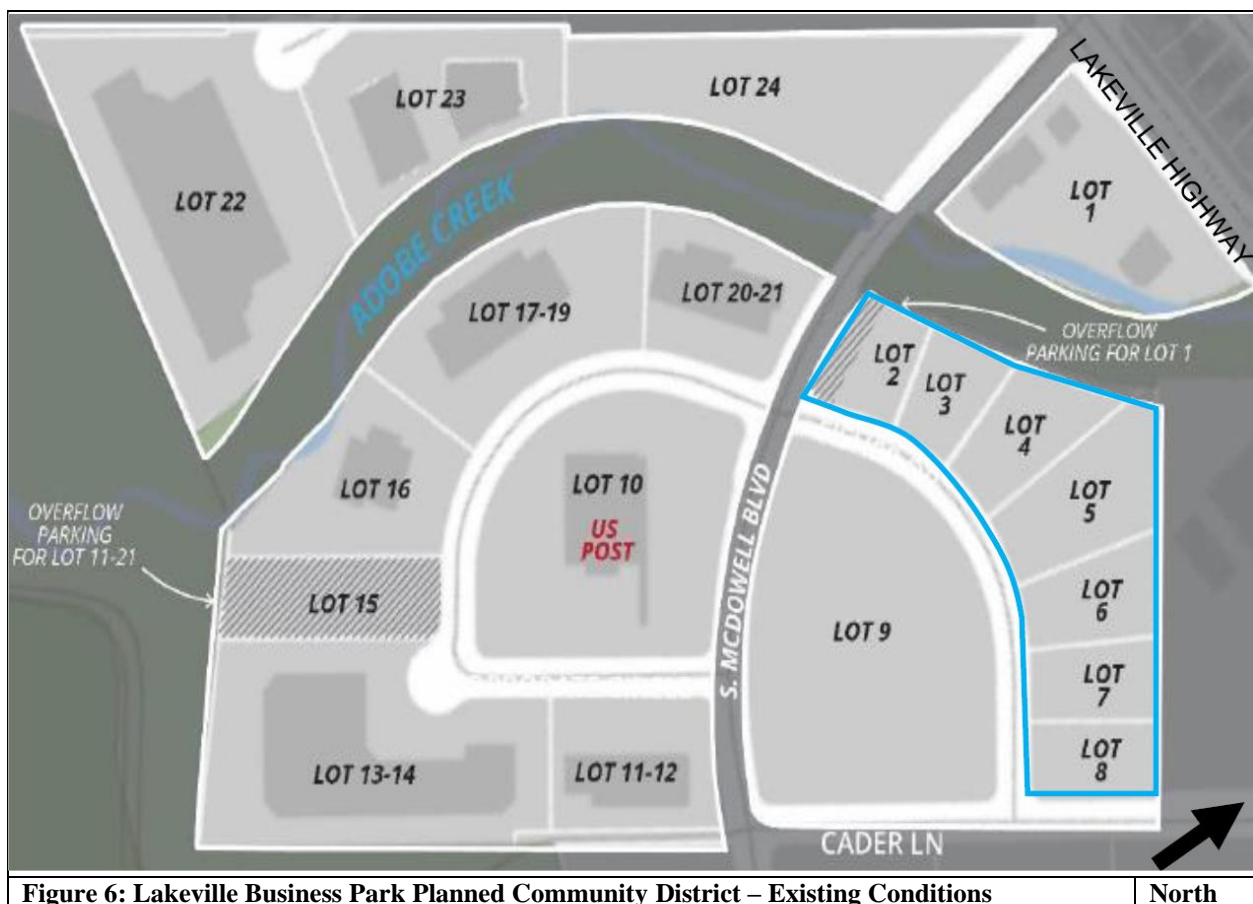 LOT 23
LOT 24
LAKEVILLE HIGHWAY
LOT
1
LOT 22
ADOBE CREEK
LOT 17-19
LOT 20-21
OVERFLOW
PARKING FOR LOT 1
LOT
2
LOT
3
LOT
4
LOT 16
LOT 10
US
POST
S. MCDOWELL BLVD
LOT
5
OVERFLOW
PARKING
FOR LOT 11-21
LOT 15
LOT 9
LOT
6
LOT
7
LOT 13-14
LOT 11-12
LOT
8
CADER LN
Figure 6: Lakeville Business Park Planned Community District – Existing Conditions
North